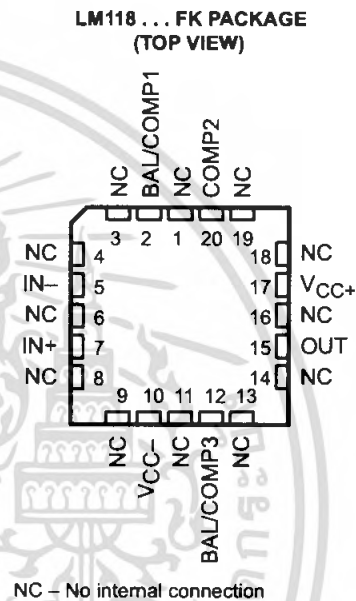 LM118 . . . FK PACKAGE
(TOP VIEW)
NC
BAL/COMP1
NC
COMP2
NC
3 2 1 20 19
NC 4 18 NC
IN– 5 17 VCC+
NC 6 16 NC
IN+ 7 15 OUT
NC 8 14 NC
9 10 11 12 13
NC
VCC–
NC
BAL/COMP3
NC
NC – No internal connection